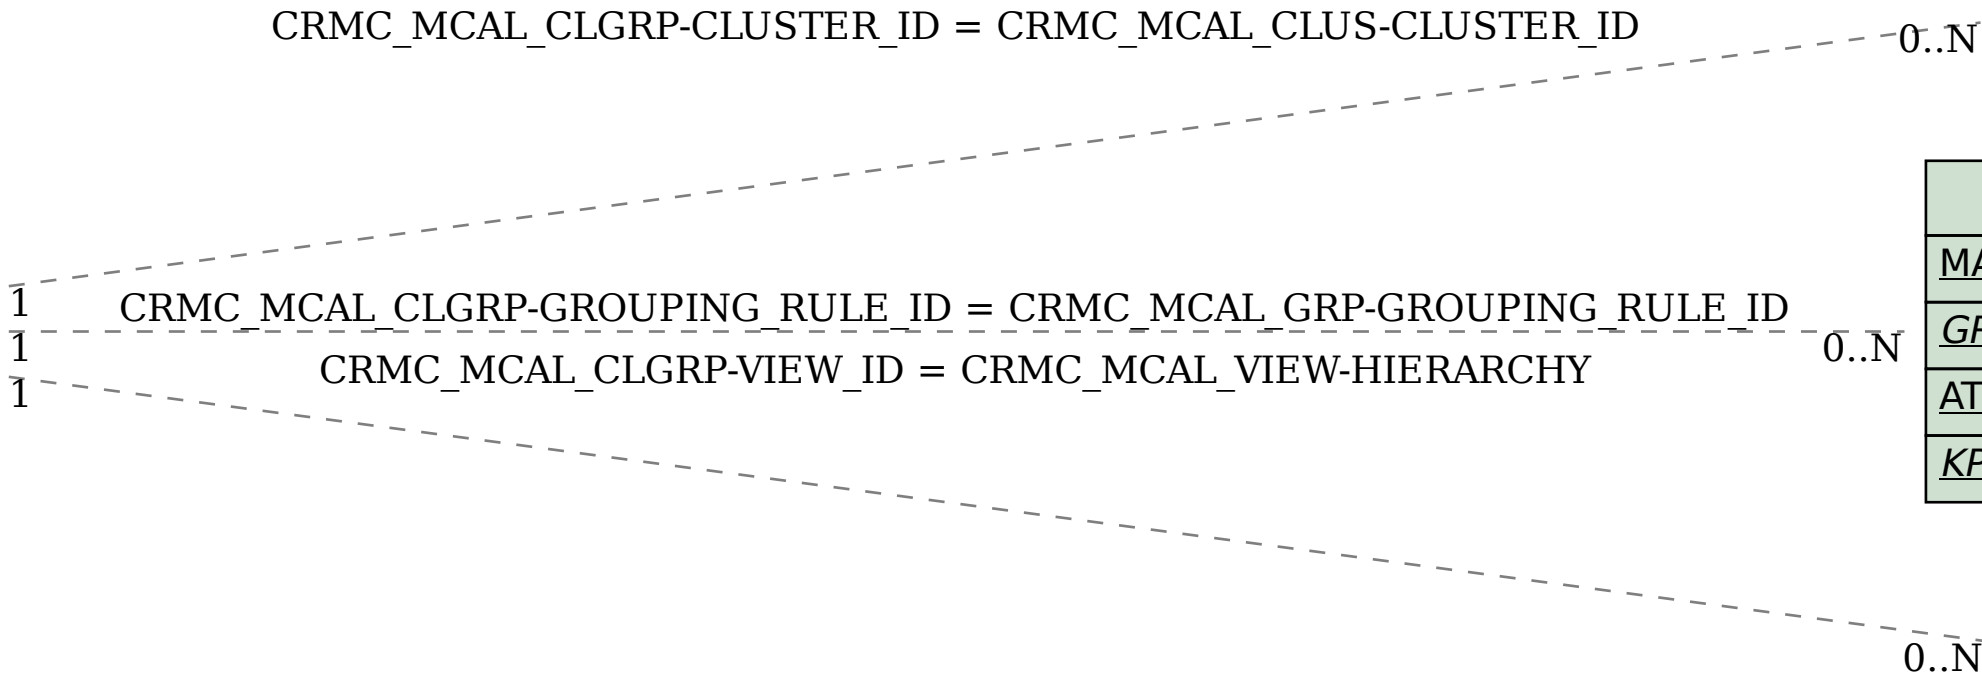 CRMC_MCAL_CLGRP-CLUSTER_ID = CRMC_MCAL_CLUS-CLUSTER_ID
0..N
1
CRMC_MCAL_CLGRP-GROUPING_RULE_ID = CRMC_MCAL_GRP-GROUPING_RULE_ID
1
0..N
CRMC_MCAL_CLGRP-VIEW_ID = CRMC_MCAL_VIEW-HIERARCHY
1
0..N